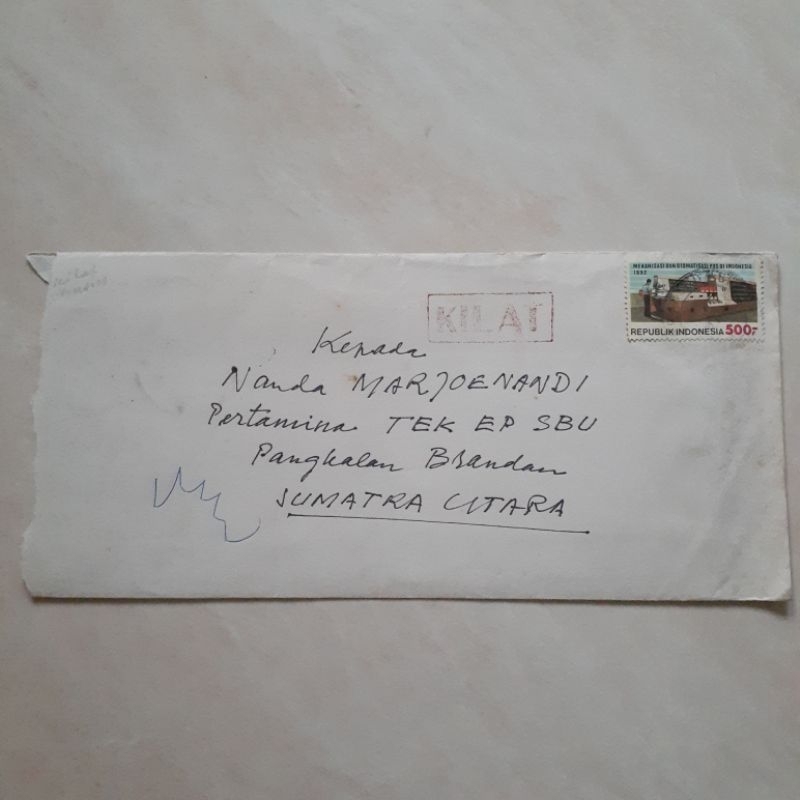 MEKANISASI DAN OTOMATISASI POS DI INDONESIA
1992
REPUBLIK INDONESIA 500,-
KILAT
Kepada
Nanda MARJOENANDI
Pertamina TEK EP SBU
Pangkalan Brandan
SUMATRA UTARA